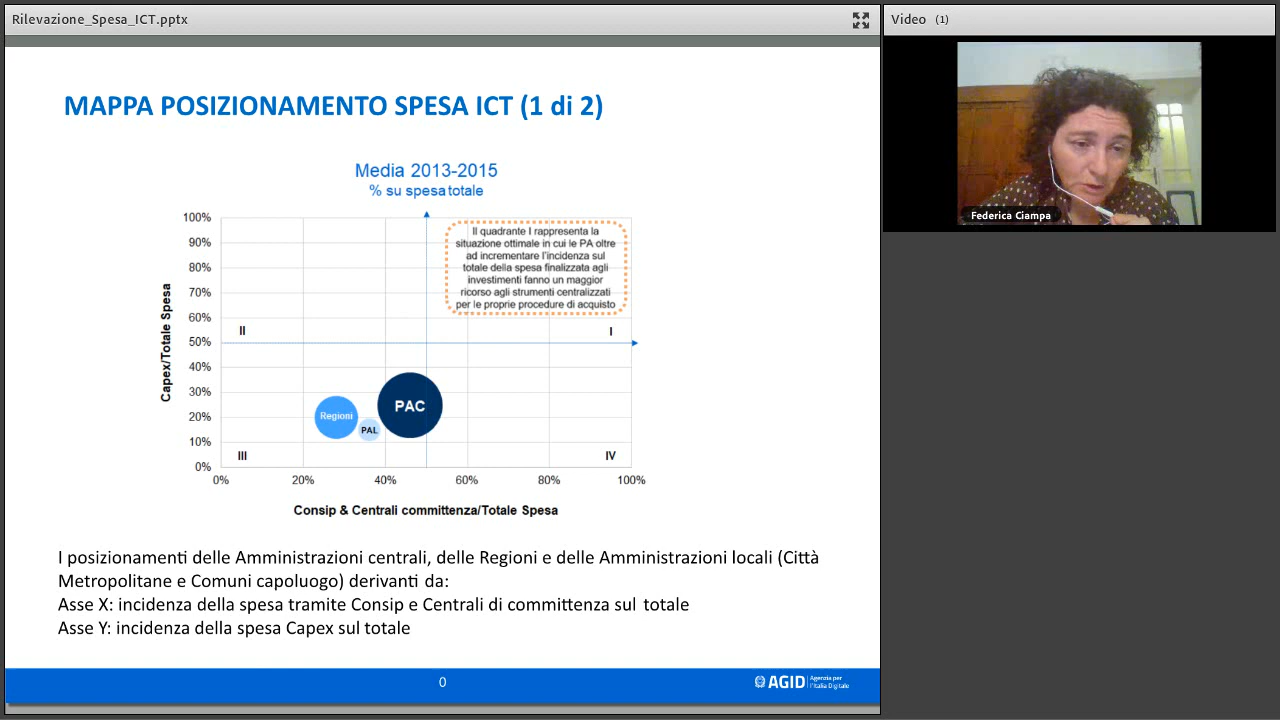 Rilevazione_Spesa_ICT.pptx
Video (1)
Federica Ciampa
MAPPA POSIZIONAMENTO SPESA ICT (1 di 2)
Media 2013-2015
% su spesa totale
Il quadrante I rappresenta la
situazione ottimale in cui le PA oltre
ad incrementare l'incidenza sul
totale della spesa finalizzata agli
investimenti fanno un maggior
ricorso agli strumenti centralizzati
per le proprie procedure di acquisto
100%
90%
80%
70%
60%
50%
40%
30%
20%
10%
0%
Capex/Totale Spesa
II
I
Regioni
PAL
PAC
III
IV
0%
20%
40%
60%
80%
100%
Consip & Centrali committenza/Totale Spesa
I posizionamenti delle Amministrazioni centrali, delle Regioni e delle Amministrazioni locali (Città
Metropolitane e Comuni capoluogo) derivanti da:
Asse X: incidenza della spesa tramite Consip e Centrali di committenza sul totale
Asse Y: incidenza della spesa Capex sul totale
0
AGID
Agenzia per
l'Italia Digitale